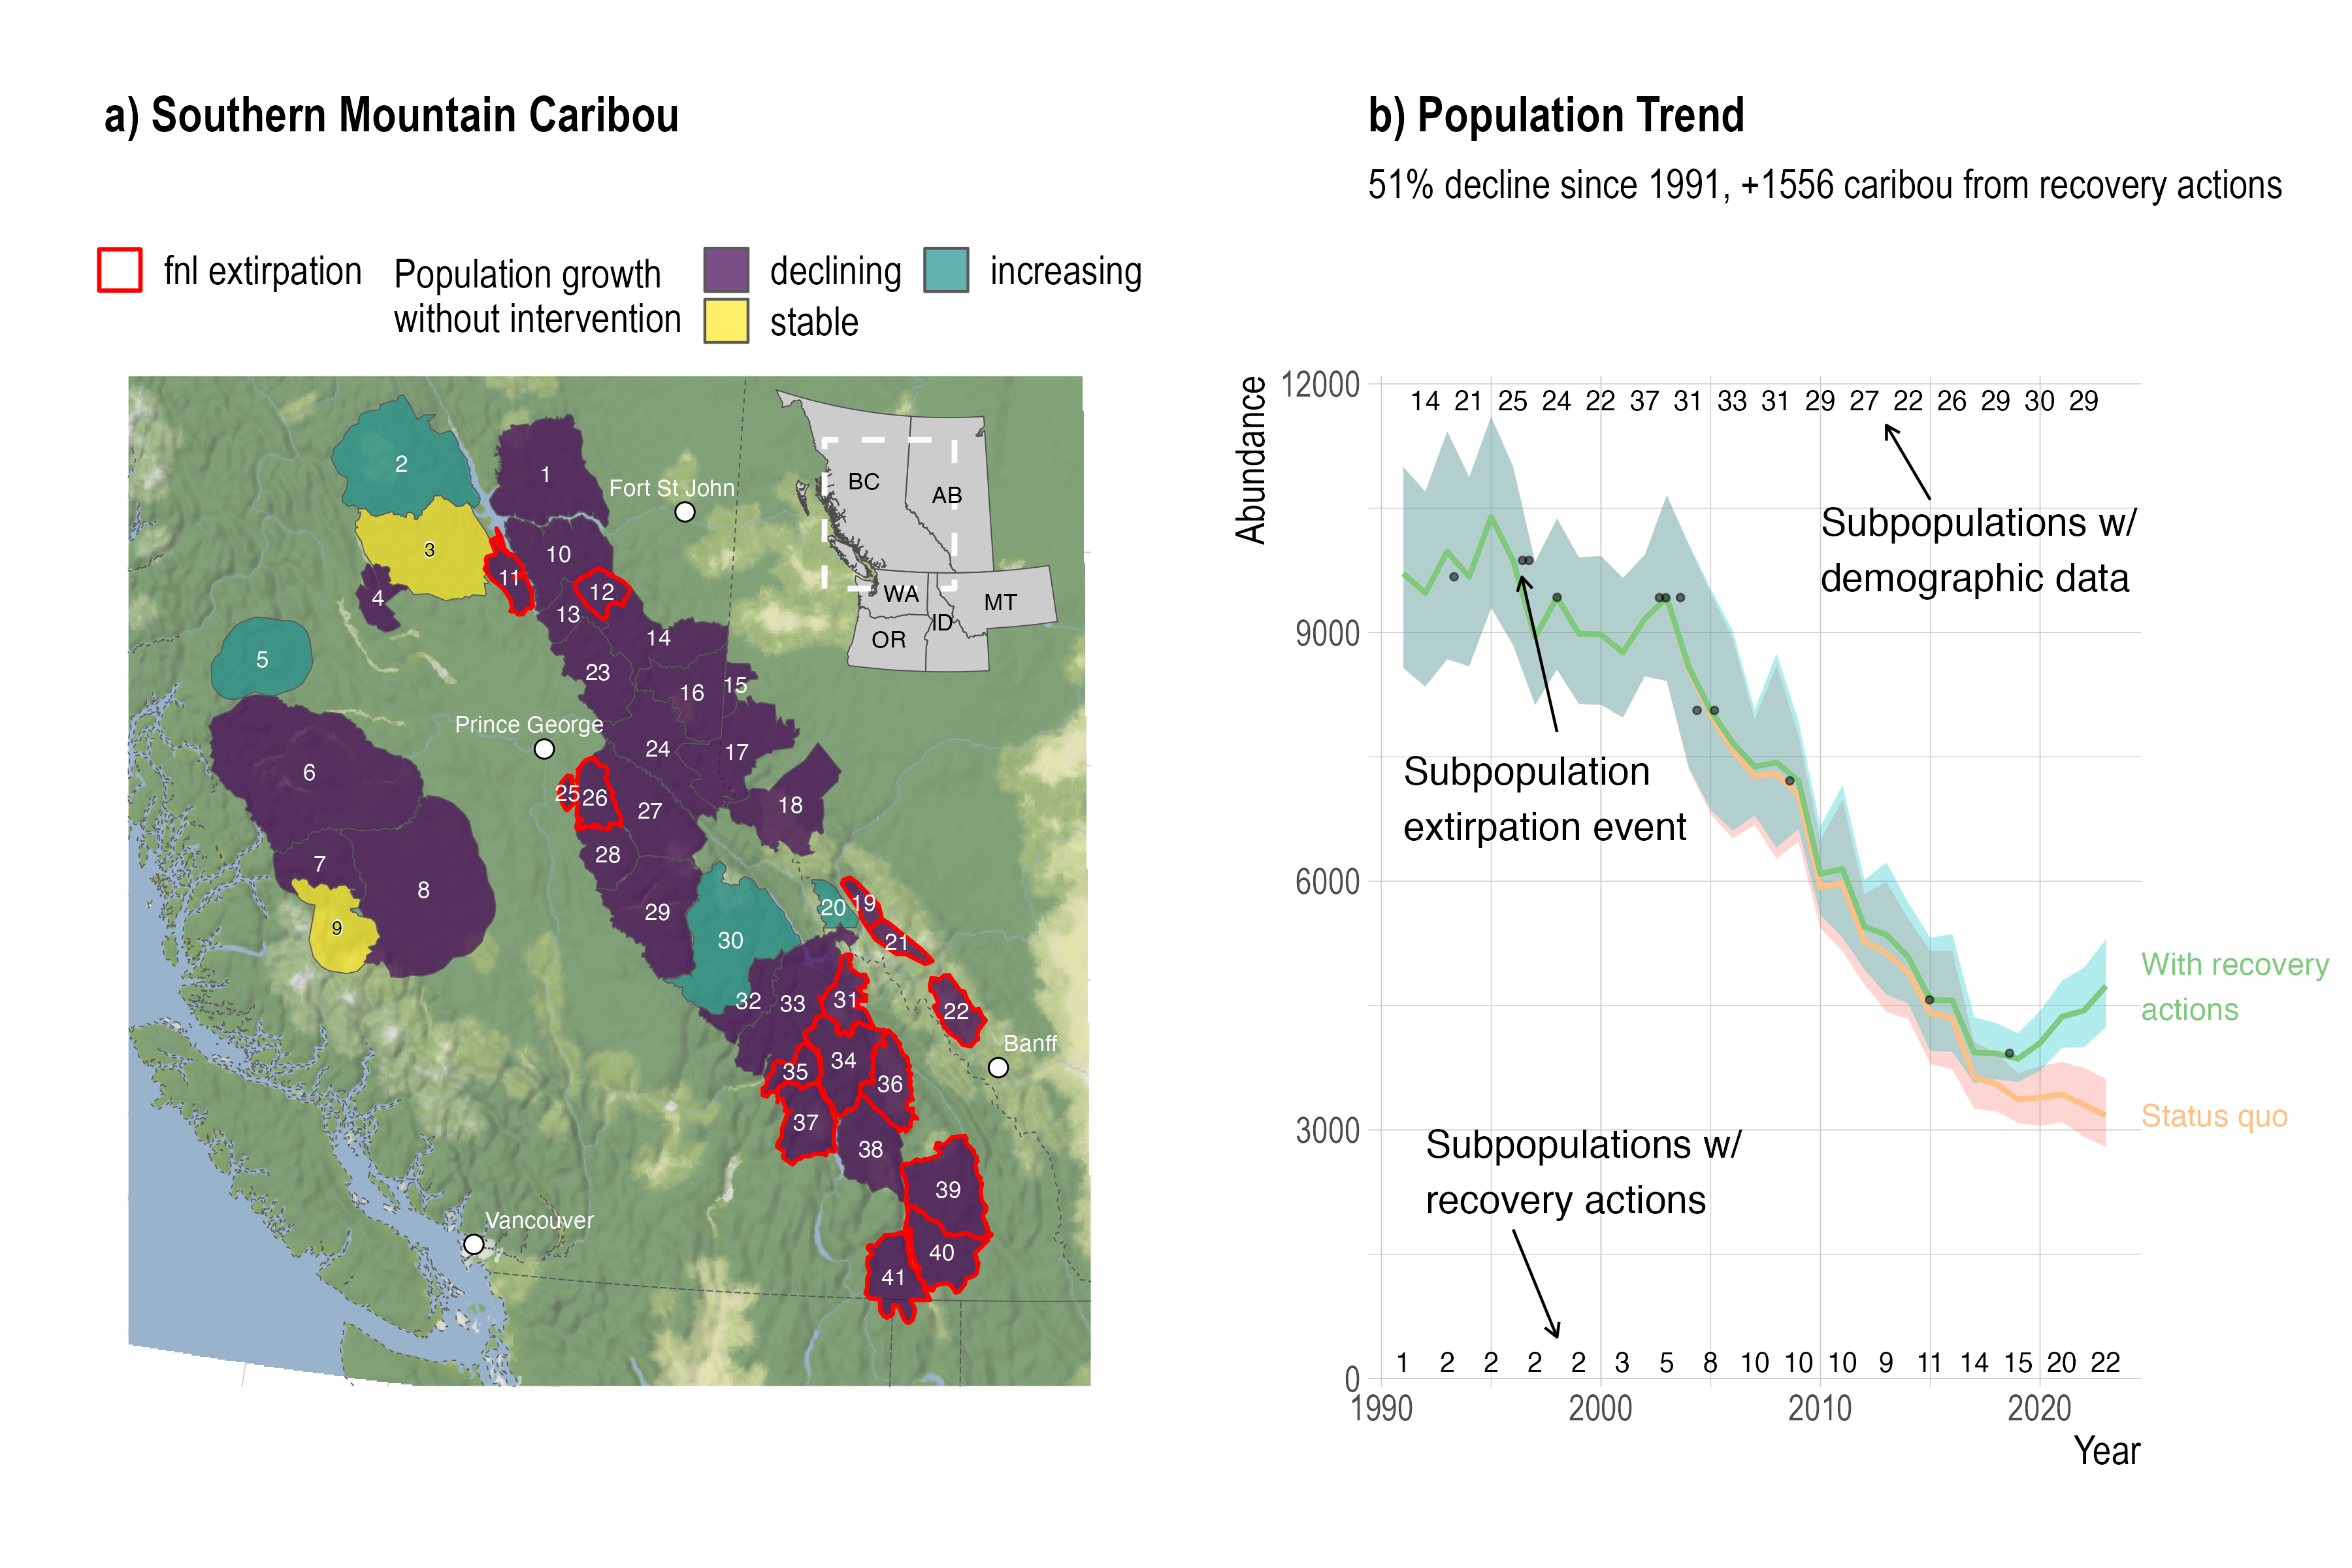 a) Southern Mountain Caribou
fnl extirpation
Population growth
without intervention
declining
increasing
stable
2
1
Fort St John
3
10
11
12
4
13
14
5
23
16
15
Prince George
24
17
6
25
26
27
18
28
7
8
29
9
30
20
19
21
32
33
31
22
Banff
34
35
36
37
38
39
Vancouver
40
41
BC
AB
WA
MT
ID
OR
b) Population Trend
51% decline since 1991, +1556 caribou from recovery actions
Abundance
12000
9000
6000
3000
0
14 21 25 24 22 37 31 33 31 29 27 22 26 29 30 29
Subpopulations w/
demographic data
Subpopulation
extirpation event
With recovery
actions
Status quo
Subpopulations w/
recovery actions
1 2 2 2 2 3 5 8 10 10 10 9 11 14 15 20 22
1990 2000 2010 2020
Year